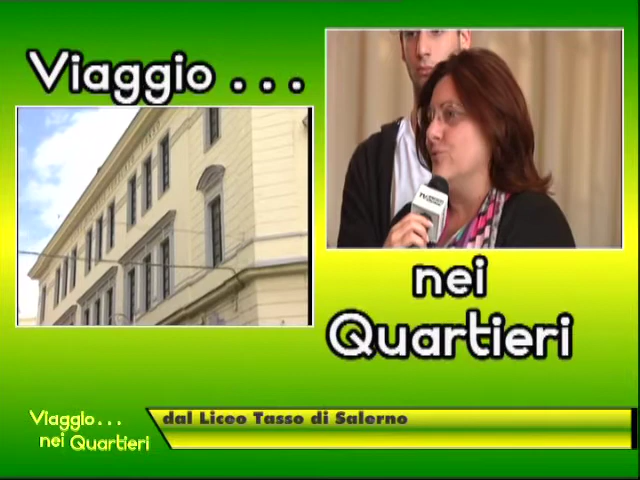 Viaggio . . .
nei
Quartieri
Viaggio...
nei Quartieri
dal Liceo Tasso di Salerno